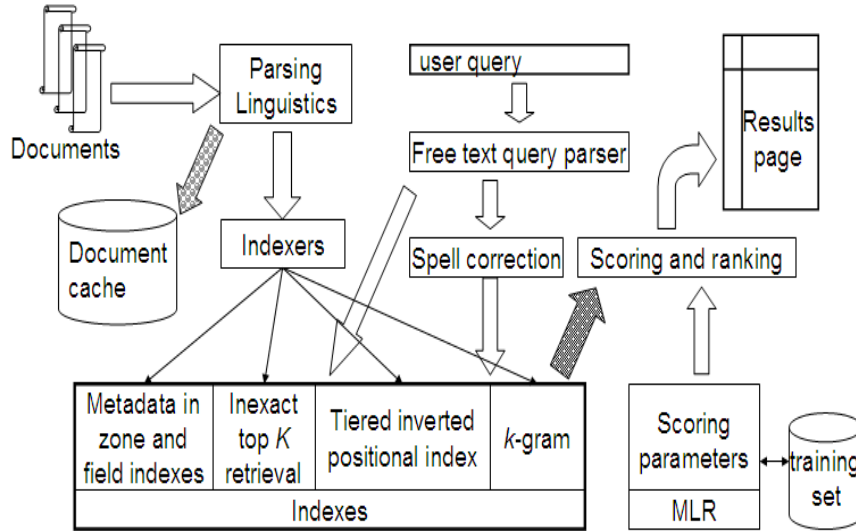 Documents
Parsing
Linguistics
user query
Free text query parser
Results
page
Document
cache
Indexers
Spell correction
Scoring and ranking
Metadata in
zone and
field indexes
Inexact
top K
retrieval
Tiered inverted
positional index
k-gram
Indexes
Scoring
parameters
MLR
training
set